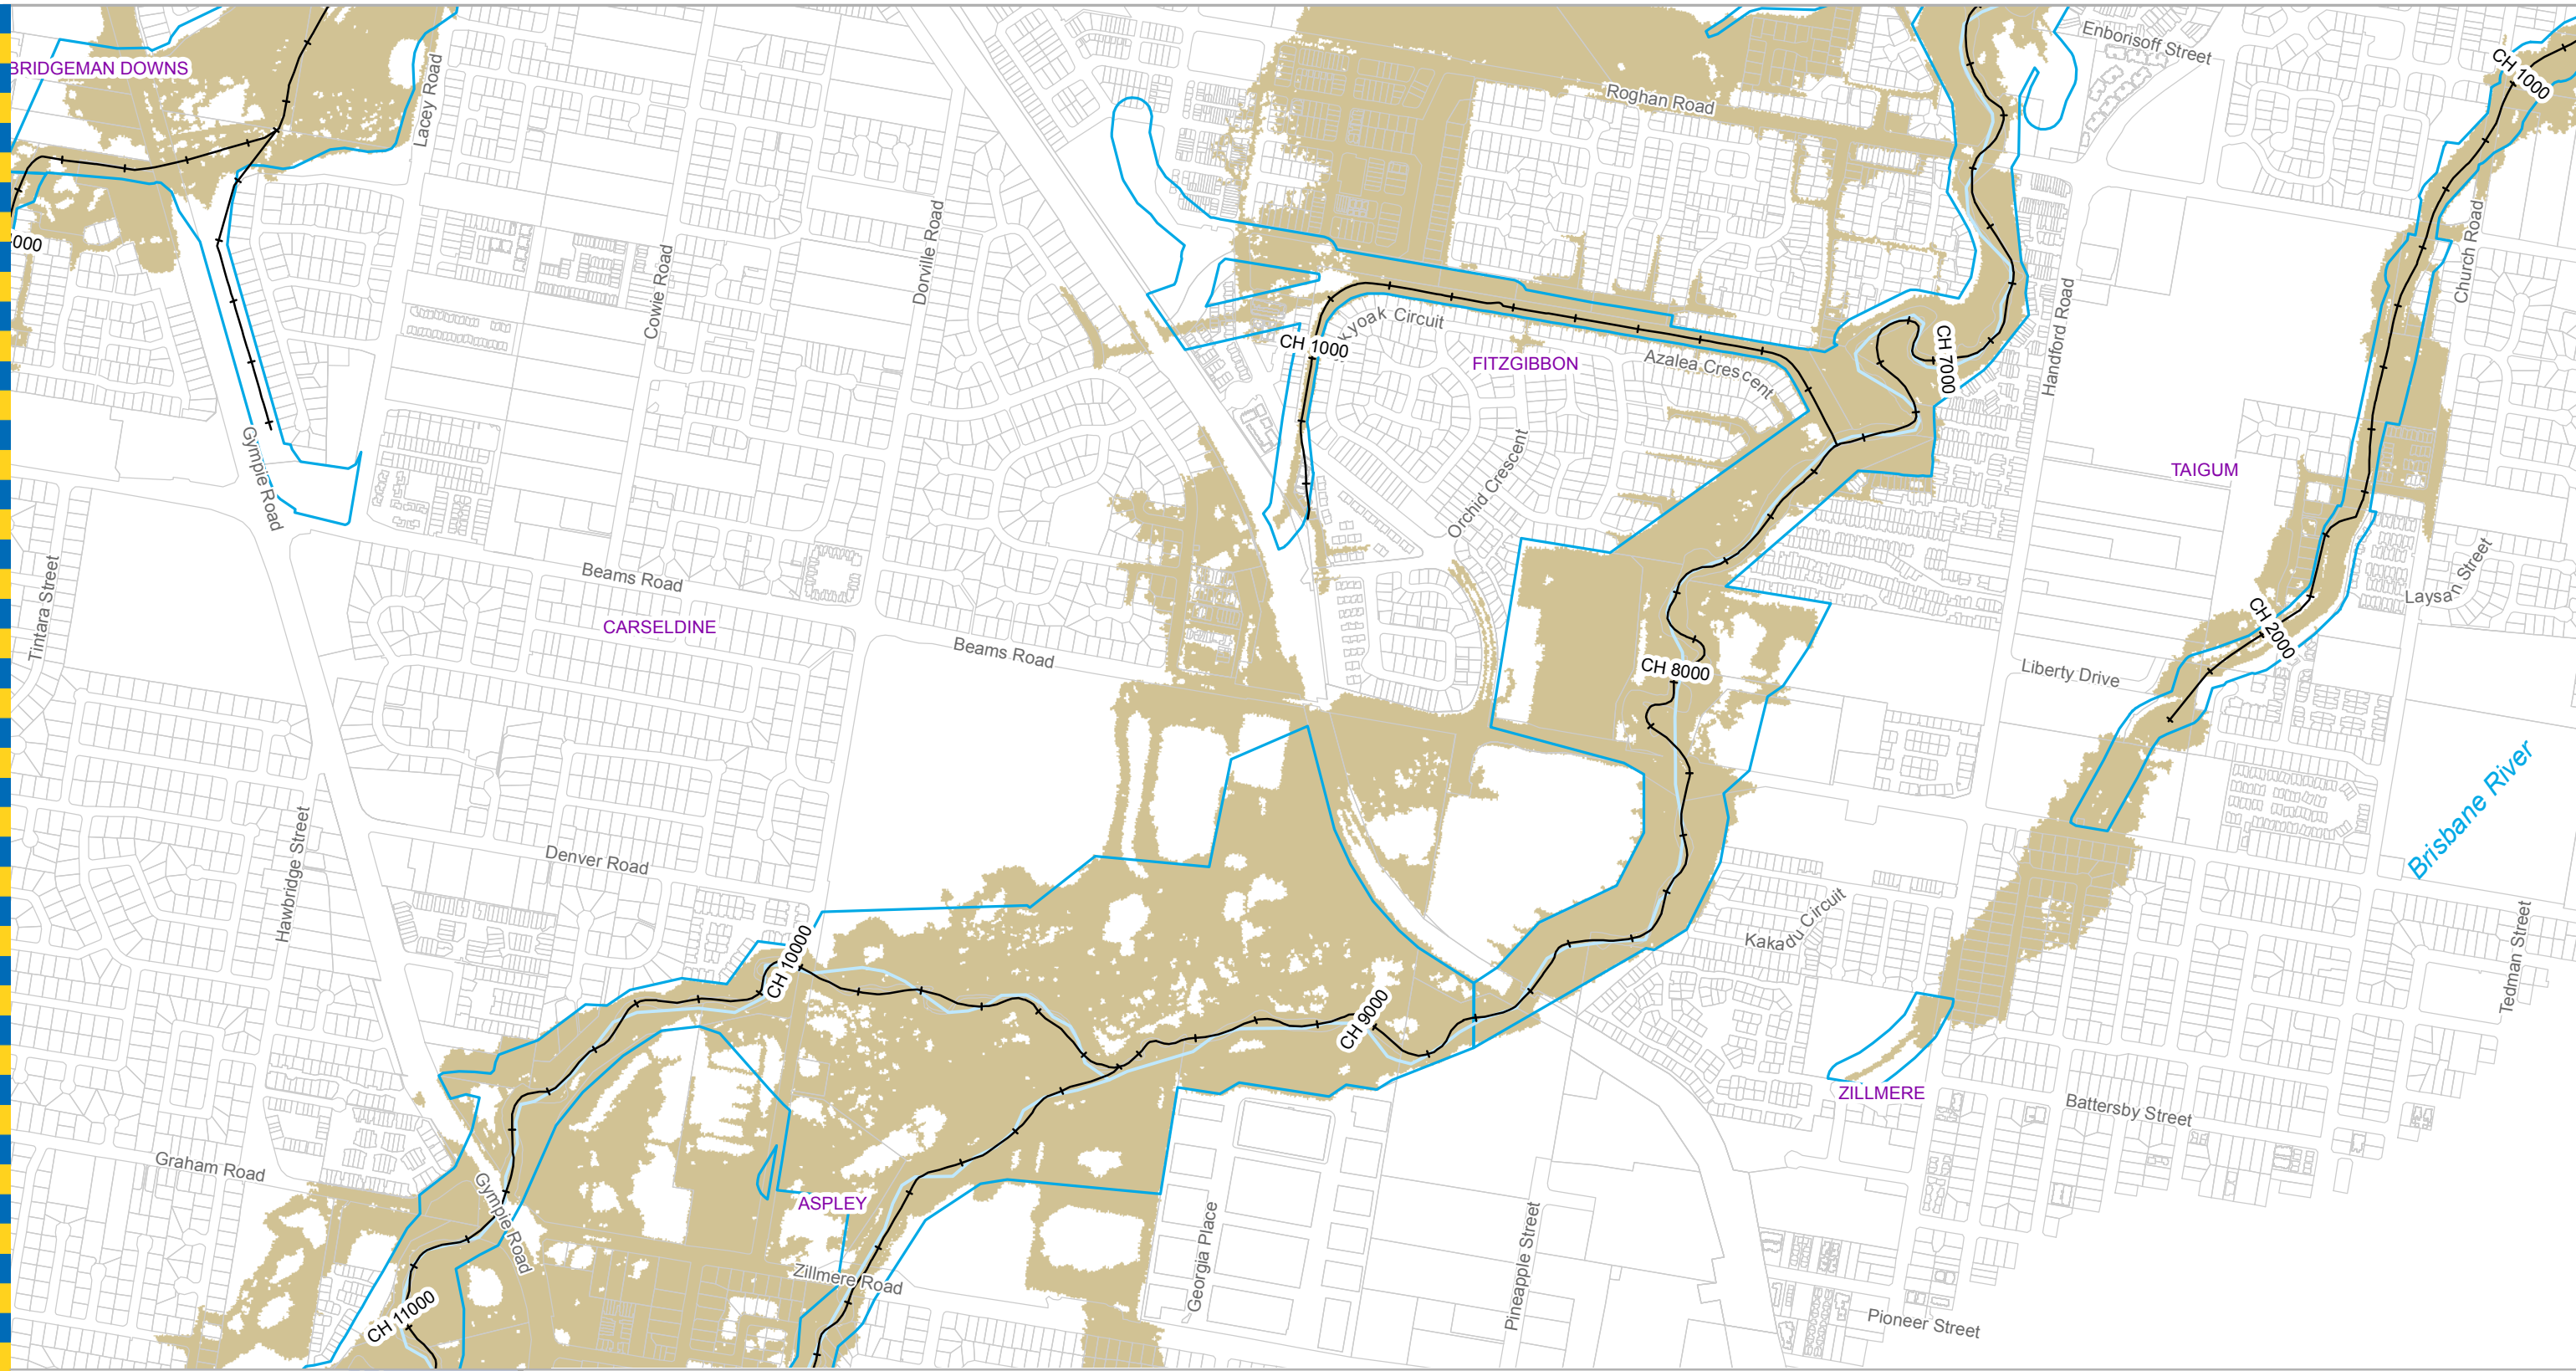 Enborisoff Street
BRIDGEMAN DOWNS
CH 1000
Lacey Road
Roghan Road
000
Church Road
Dorville Road
Cowie Road
Handford Road
yoak Circuit
CH 1000
FITZGIBBON
Azalea Crescent
CH 7000
TAIGUM
Gympie Road
Orchid Crescent
Beams Road
Laysan Street
Tintara Street
CARSELDINE
CH 2000
Beams Road
CH 8000
Liberty Drive
Brisbane River
Denver Road
Hawbridge Street
Kakadu Circuit
Tedman Street
CH 10000
CH 9000
ZILLMERE
Battersby Street
Graham Road
Gympie Road
ASPLEY
Georgia Place
Pineapple Street
Zillmere Road
CH 11000
Pioneer Street